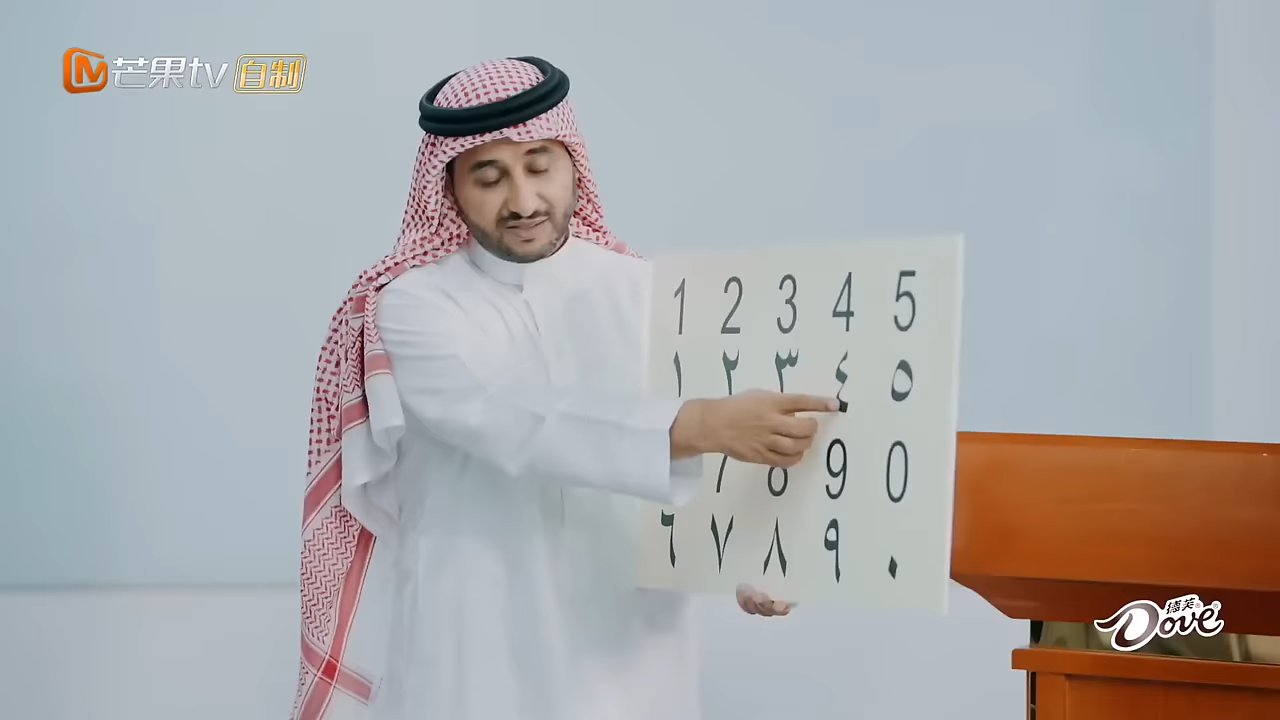 芒果tv 自制
1 2 3 4 5
١ ٢ ٣ ٤ ٥
7 8 9 0
٦ ٧ ٨ ٩ ٠
德芙
Dove